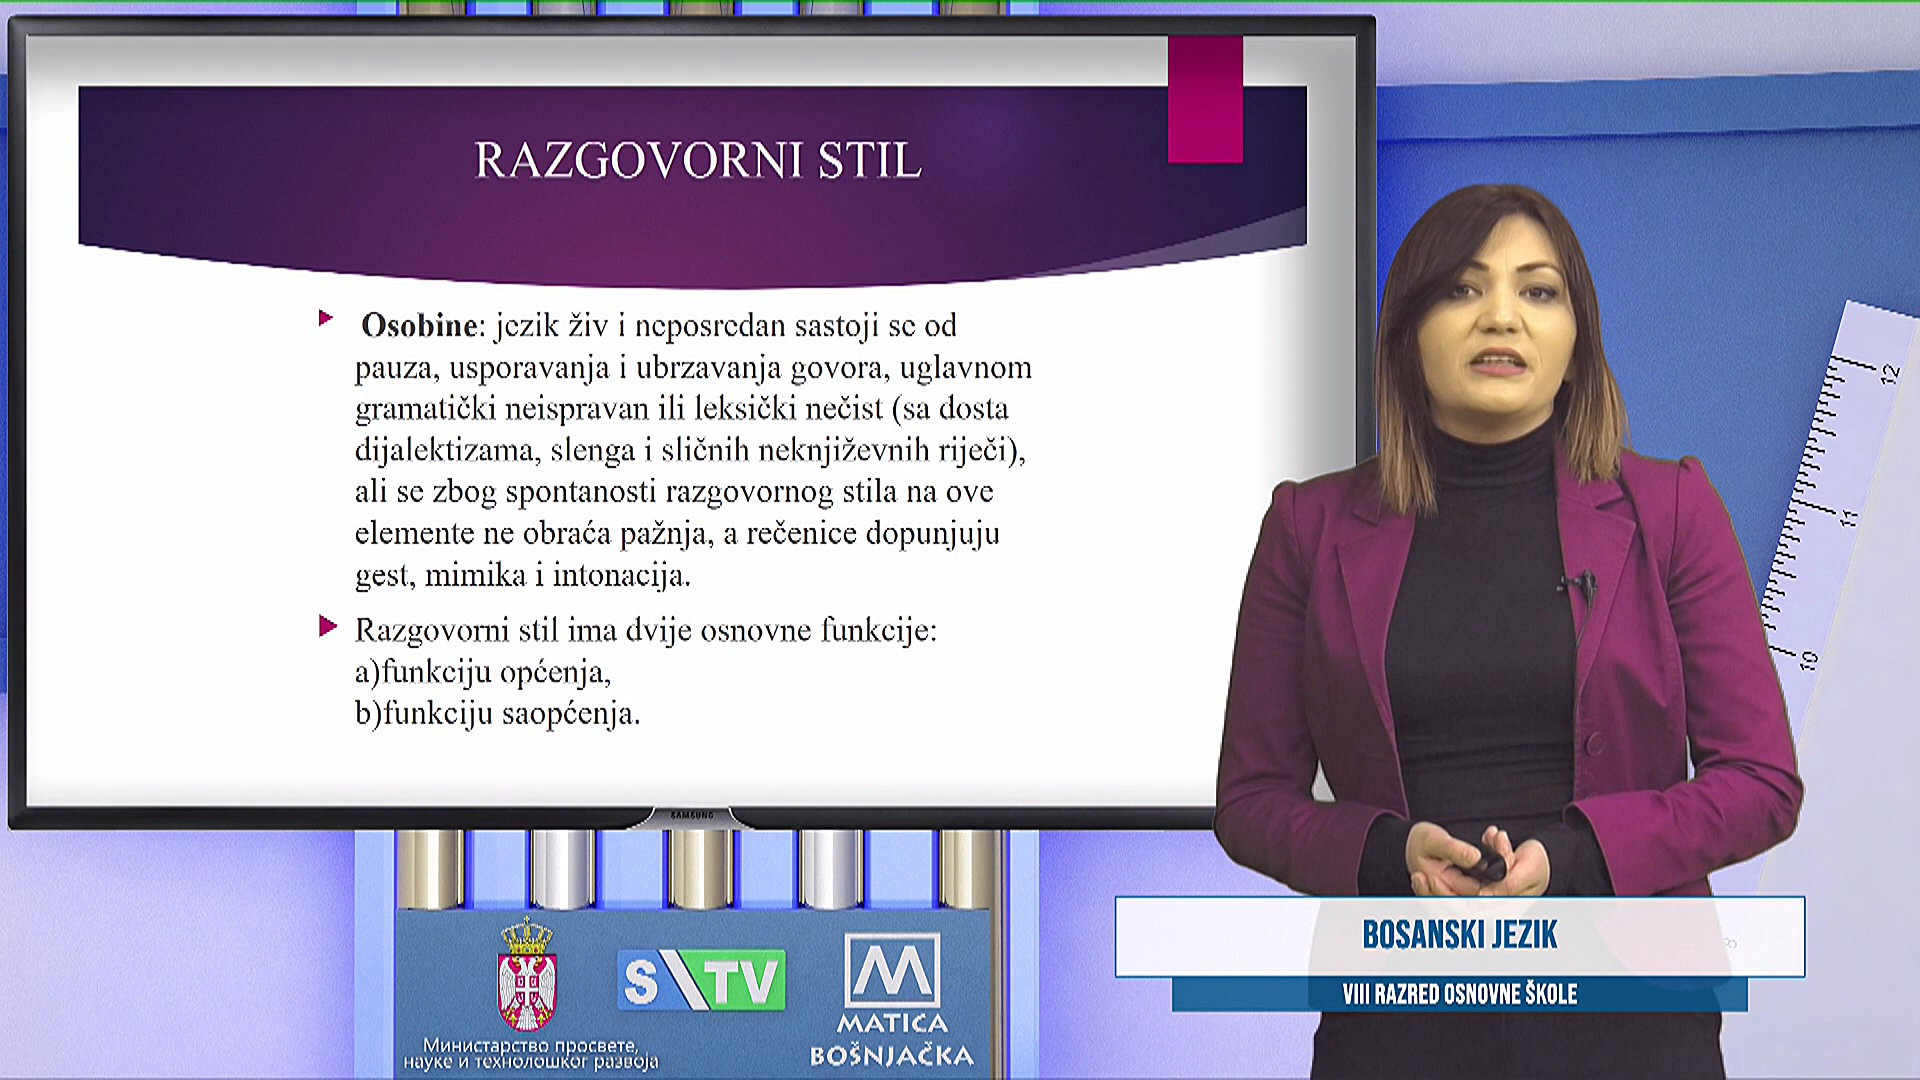 RAZGOVORNI STIL
Osobine: jezik živ i neposredan sastoji se od
pauza, usporavanja i ubrzavanja govora, uglavnom
gramatički neispravan ili leksički nečist (sa dosta
dijalektizama, slenga i sličnih neknjiževnih riječi),
ali se zbog spontanosti razgovornog stila na ove
elemente ne obraća pažnja, a rečenice dopunjuju
gest, mimika i intonacija.
Razgovorni stil ima dvije osnovne funkcije:
a)funkciju općenja,
b)funkciju saopćenja.
SAMSUNG
12
11
10
BOSANSKI JEZIK
VIII RAZRED OSNOVNE ŠKOLE
Министарство просвете,
науке и технолошког развоја
S TV
MATICA
BOŠNJAČKA